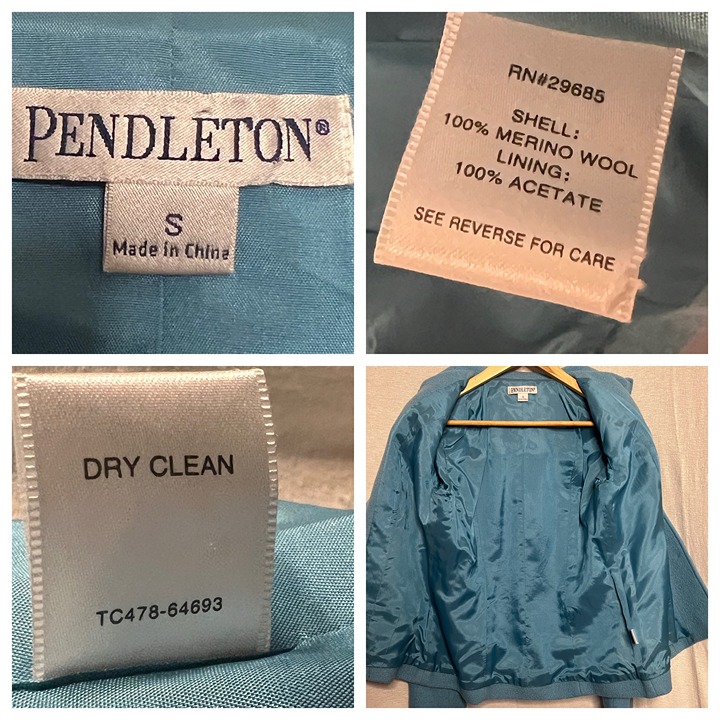 PENDLETON®
S
Made in China
RN#29685
SHELL:
100% MERINO WOOL
LINING:
100% ACETATE
SEE REVERSE FOR CARE
DRY CLEAN
TC478-64693
PENDLETON